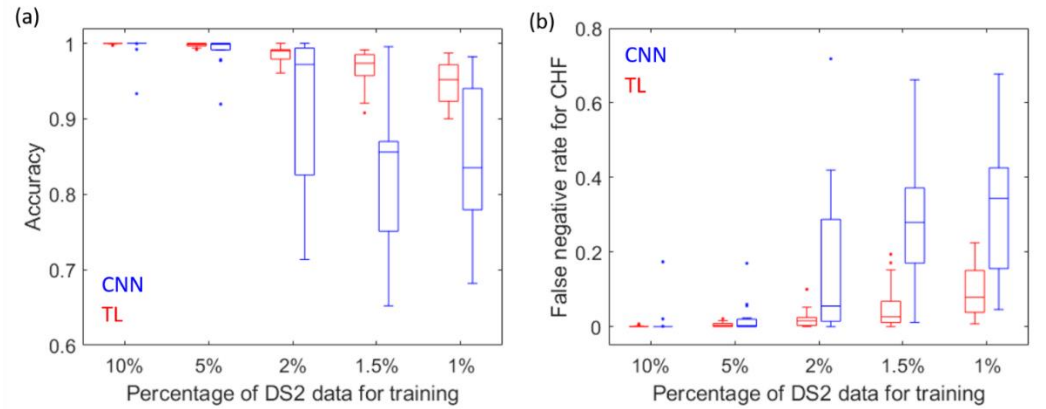 (a)
1
0.9
0.8
0.7
0.6
Accuracy
CNN
TL
10%
5%
2%
1.5%
1%
Percentage of DS2 data for training
(b)
0.8
0.6
0.4
0.2
0
False negative rate for CHF
CNN
TL
10%
5%
2%
1.5%
1%
Percentage of DS2 data for training